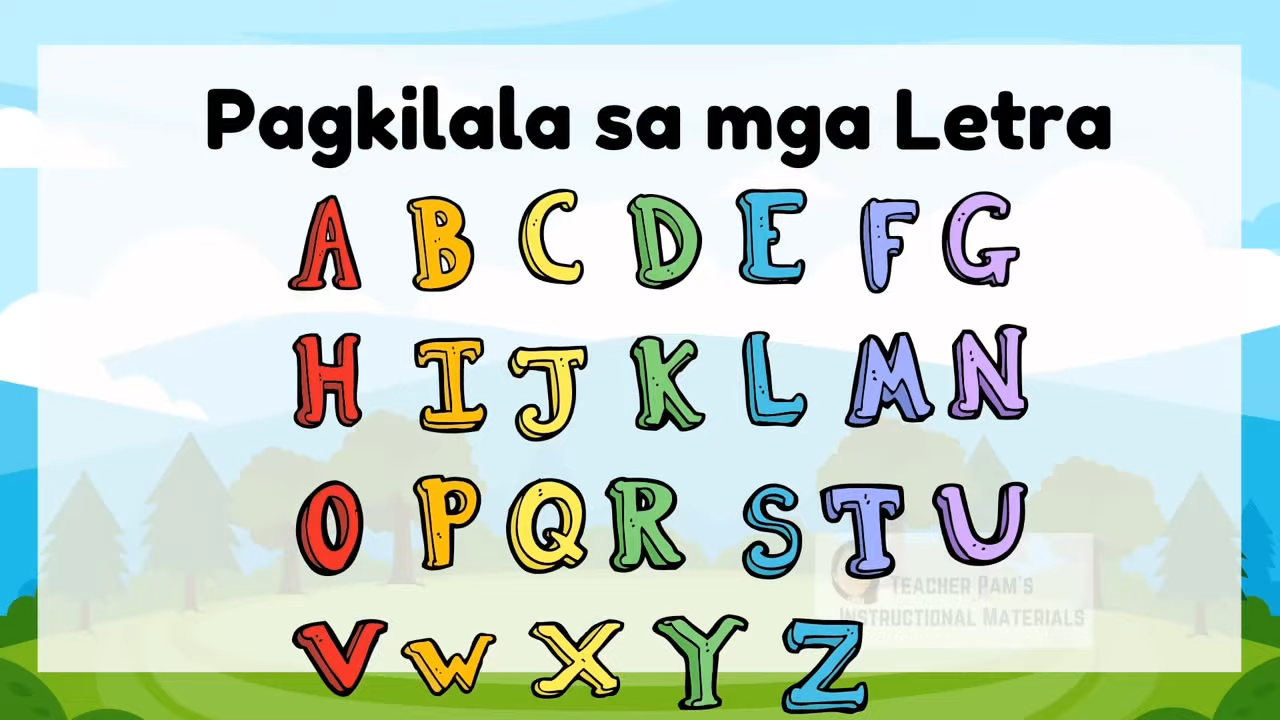 Pagkilala sa mga Letra
A B C D E F G
H I J K L M N
O P Q R S T U
TEACHER PAM'S
INSTRUCTIONAL MATERIALS
V W X Y Z